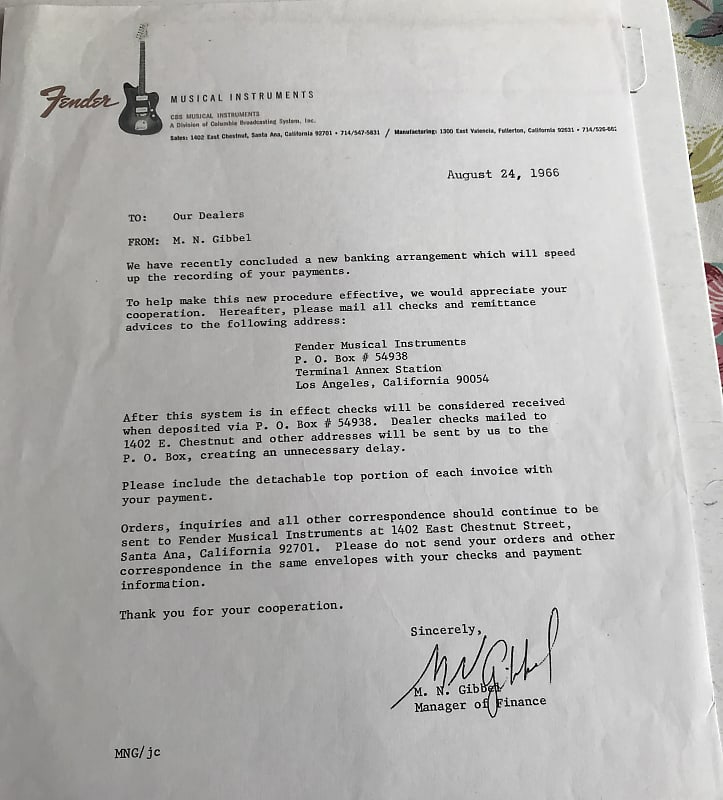 Fender
MUSICAL INSTRUMENTS
CBS MUSICAL INSTRUMENTS
A Division of Columbia Broadcasting System, Inc.
Sales: 1402 East Chestnut, Santa Ana, California 92701 • 714/547-5831 / Manufacturing: 1300 East Valencia, Fullerton, California 92631 •
August 24, 1966
TO: Our Dealers
FROM: M. N. Gibbel
We have recently concluded a new banking arrangement which will speed
up the recording of your payments.
To help make this new procedure effective, we would appreciate your
cooperation. Hereafter, please mail all checks and remittance
advices to the following address:
Fender Musical Instruments
P. O. Box # 54938
Terminal Annex Station
Los Angeles, California 90054
After this system is in effect checks will be considered received
when deposited via P. O. Box # 54938. Dealer checks mailed to
1402 E. Chestnut and other addresses will be sent by us to the
P. O. Box, creating an unnecessary delay.
Please include the detachable top portion of each invoice with
your payment.
Orders, inquiries and all other correspondence should continue to be
sent to Fender Musical Instruments at 1402 East Chestnut Street,
Santa Ana, California 92701. Please do not send your orders and other
correspondence in the same envelopes with your checks and payment
information.
Thank you for your cooperation.
Sincerely,
MN Gibbel
M. N. Gibbel
Manager of Finance
MNG/jc